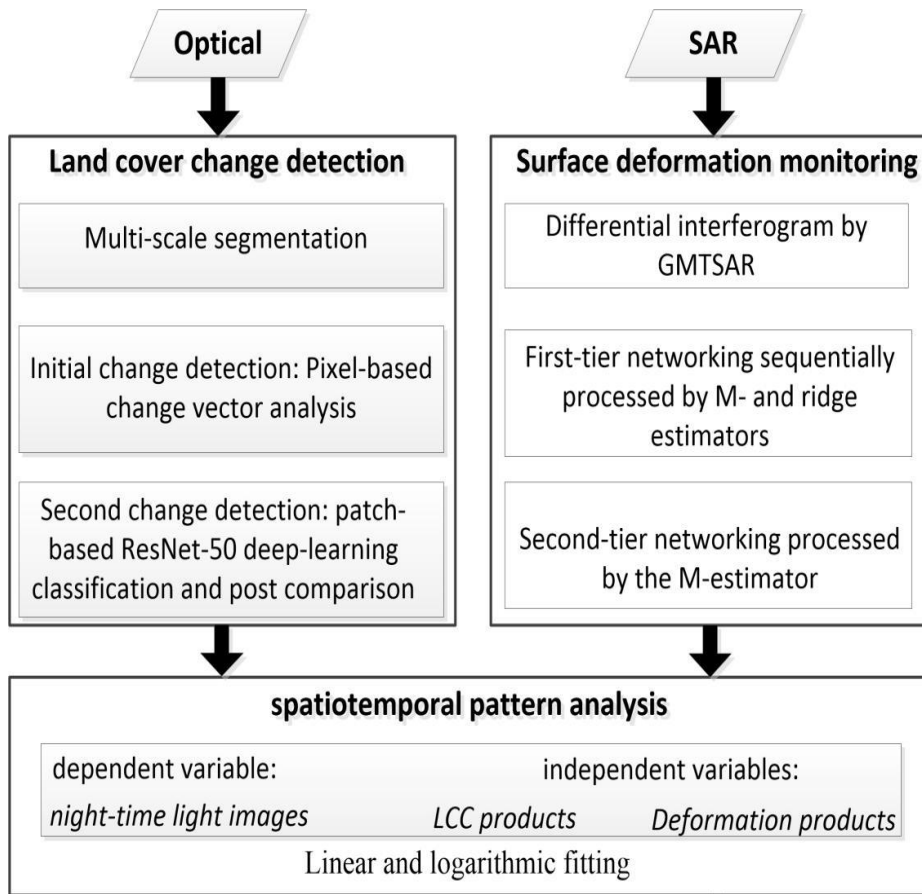 Optical
Land cover change detection
Multi-scale segmentation
Initial change detection: Pixel-based
change vector analysis
Second change detection: patch-
based ResNet-50 deep-learning
classification and post comparison
SAR
Surface deformation monitoring
Differential interferogram by
GMTSAR
First-tier networking sequentially
processed by M- and ridge
estimators
Second-tier networking processed
by the M-estimator
spatiotemporal pattern analysis
dependent variable:
night-time light images
independent variables:
LCC products
Deformation products
Linear and logarithmic fitting